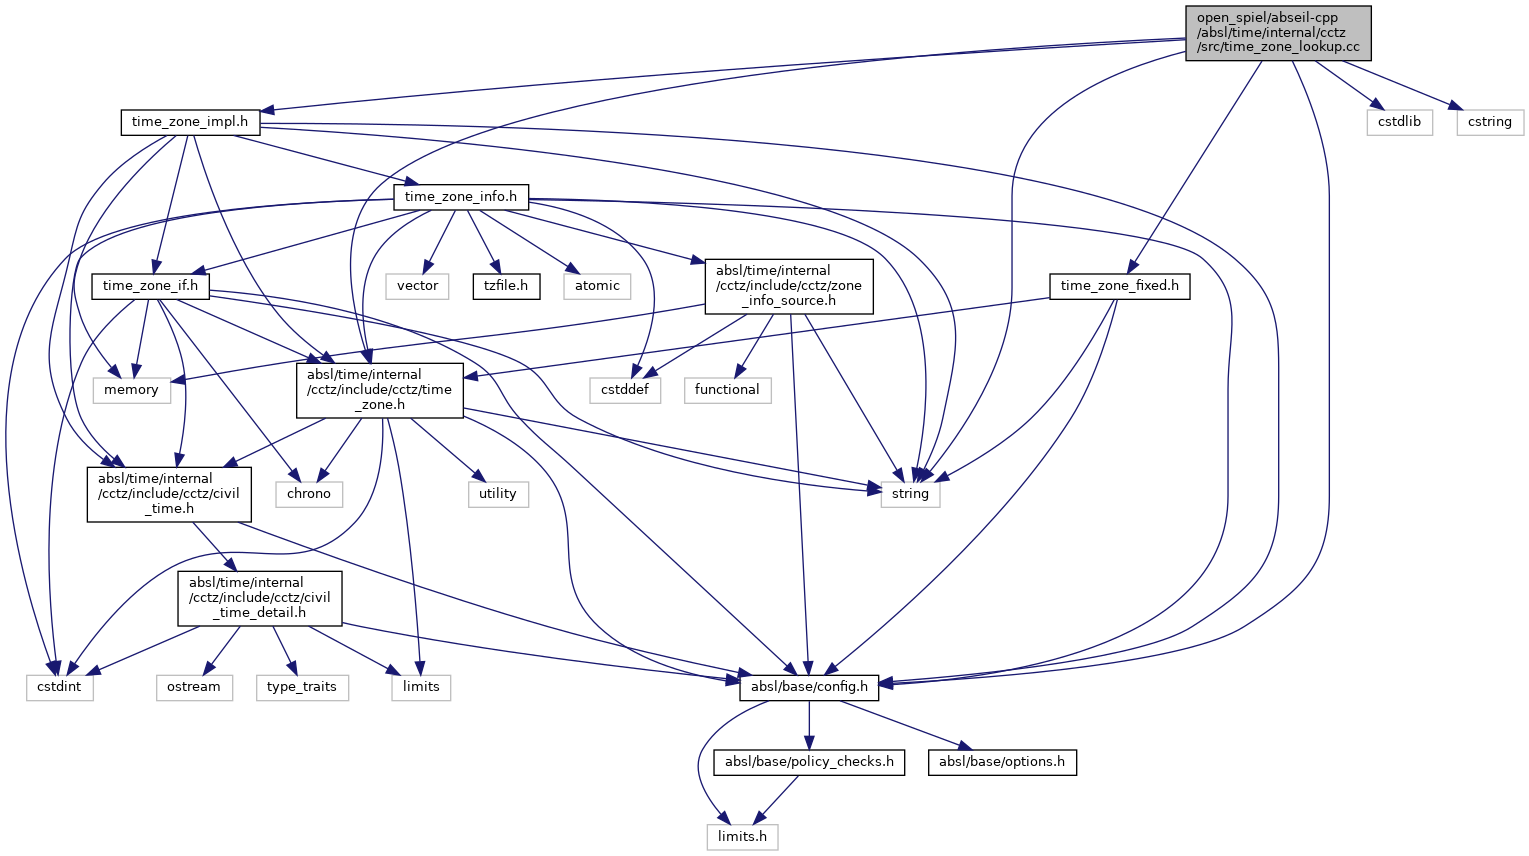 open_spiel/abseil-cpp
/absl/time/internal/cctz
/src/time_zone_lookup.cc
time_zone_impl.h
cstdlib
cstring
time_zone_info.h
time_zone_if.h
vector
tzfile.h
atomic
absl/time/internal
/cctz/include/cctz/zone
_info_source.h
time_zone_fixed.h
memory
absl/time/internal
/cctz/include/cctz/time
_zone.h
cstddef
functional
absl/time/internal
/cctz/include/cctz/civil
_time.h
chrono
utility
string
absl/time/internal
/cctz/include/cctz/civil
_time_detail.h
cstdint
ostream
type_traits
limits
absl/base/config.h
absl/base/policy_checks.h
absl/base/options.h
limits.h